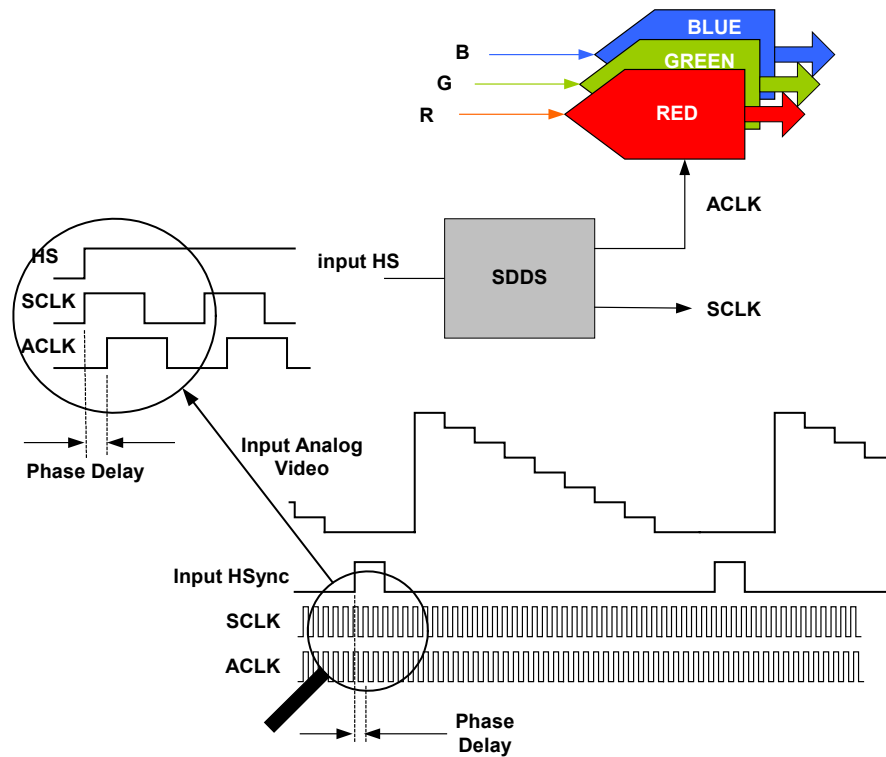 BLUE
B
GREEN
G
RED
R
ACLK
HS
input HS
SDDS
SCLK
SCLK
ACLK
Input Analog
Video
Phase Delay
Input HSync
SCLK
ACLK
Phase
Delay